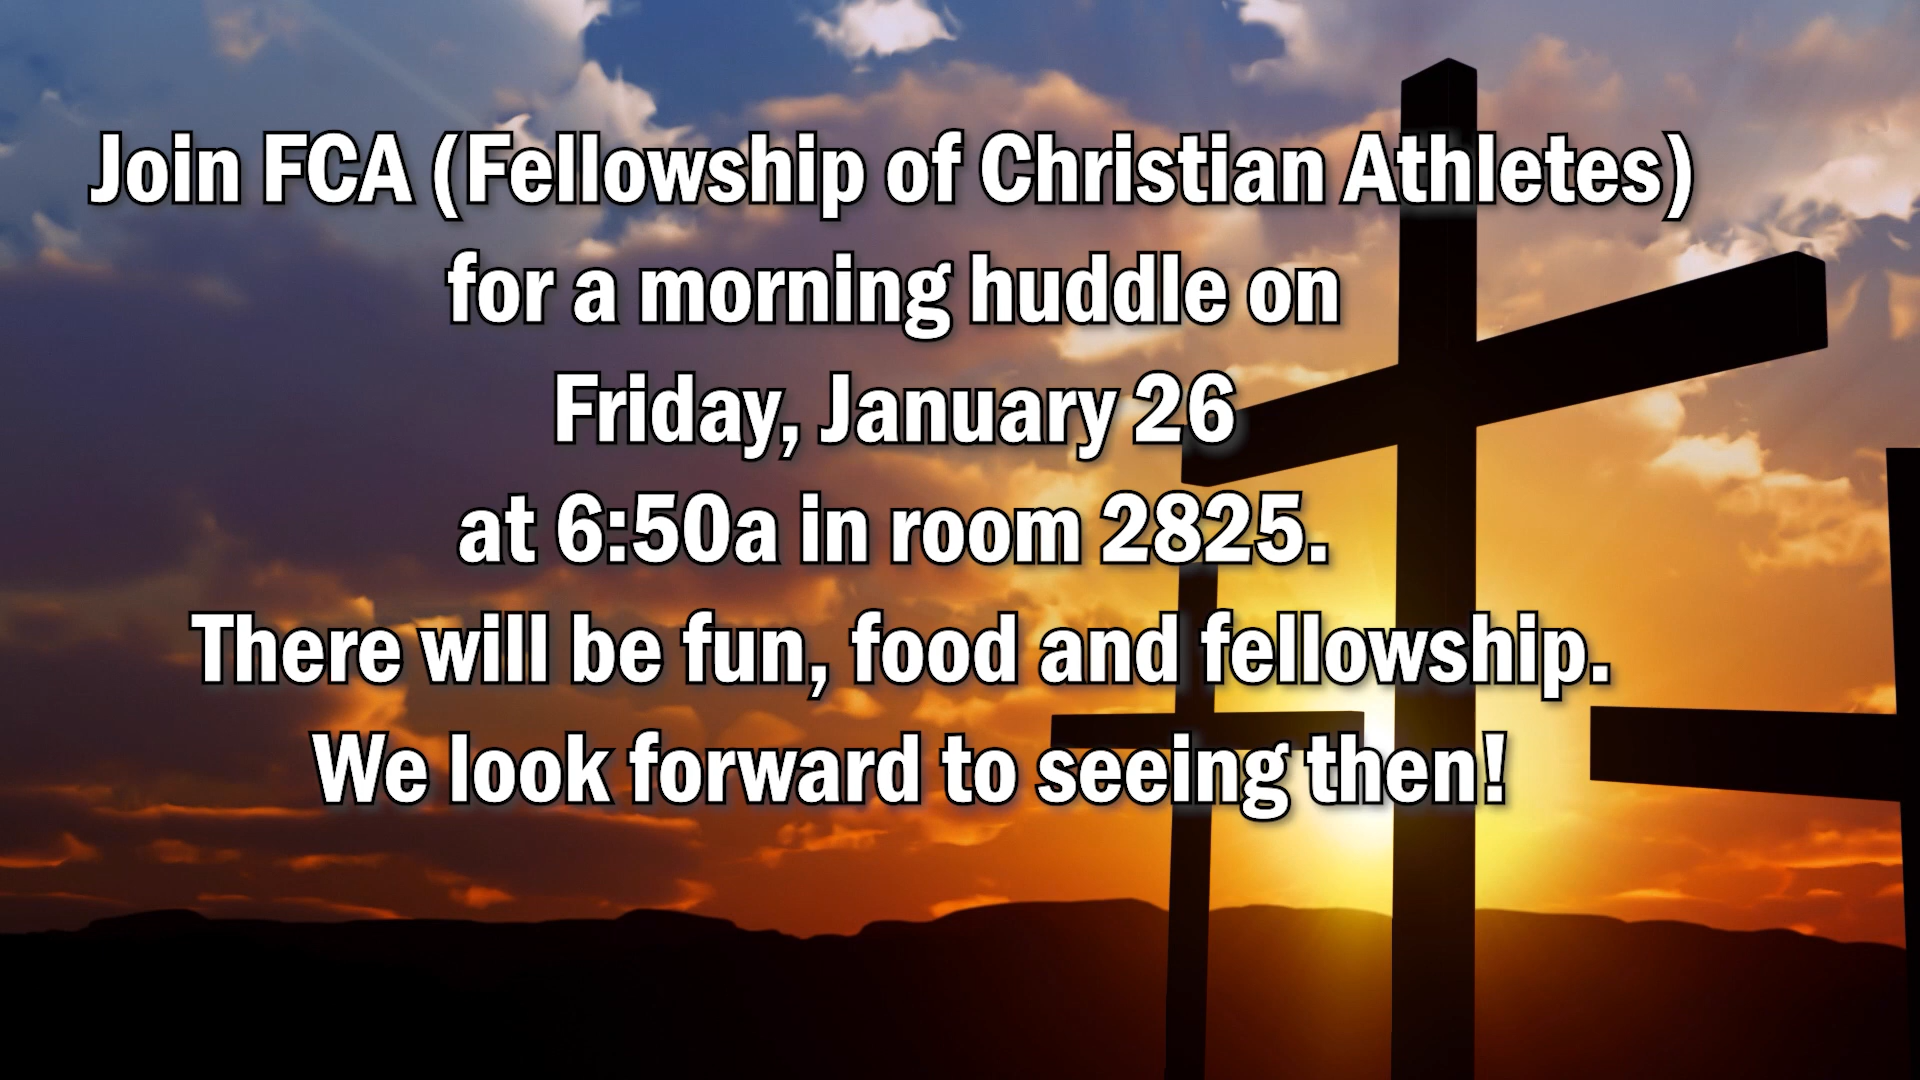 Join FCA (Fellowship of Christian Athletes)
for a morning huddle on
Friday, January 26
at 6:50a in room 2825.
There will be fun, food and fellowship.
We look forward to seeing then!